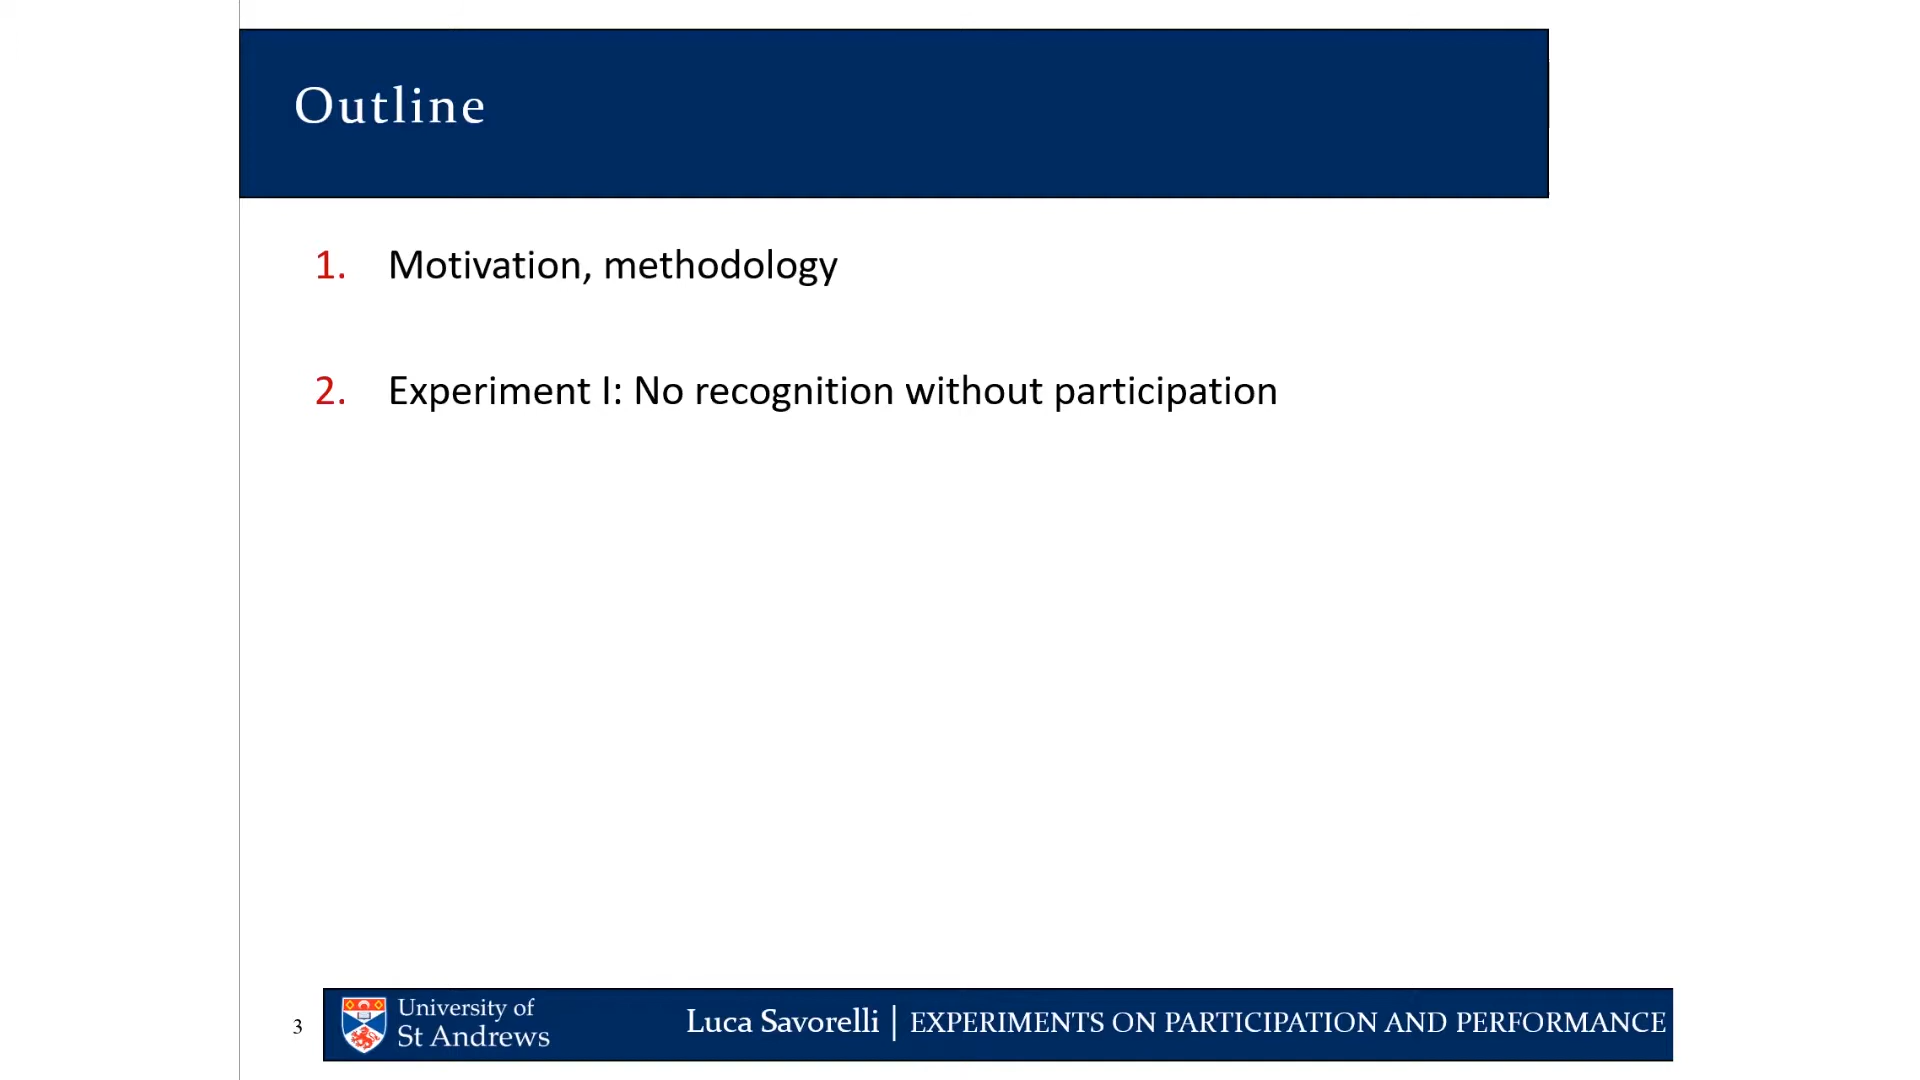 Outline
1. Motivation, methodology
2. Experiment I: No recognition without participation
3
University of
St Andrews
Luca Savorelli | EXPERIMENTS ON PARTICIPATION AND PERFORMANCE